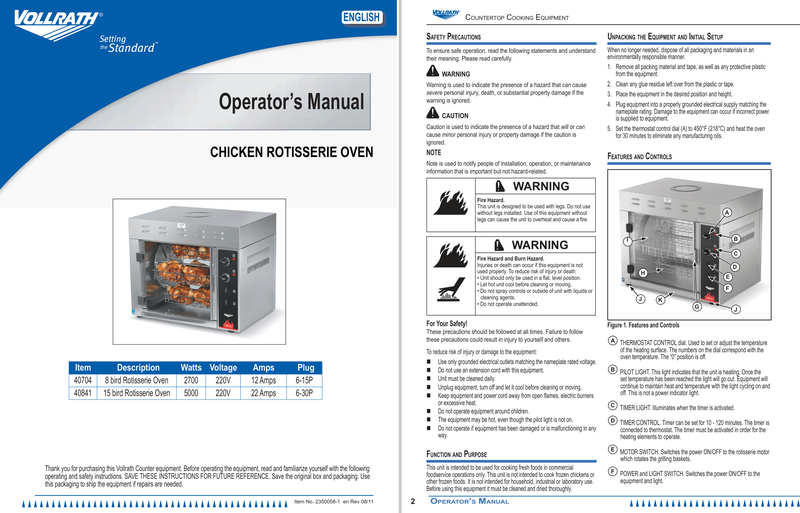 VOLLRATH®
Setting
the Standard™
ENGLISH
Operator's Manual
CHICKEN ROTISSERIE OVEN
Item Description Watts Voltage Amps Plug
40704 8 bird Rotisserie Oven 2700 220V 12 Amps 6-15P
40841 15 bird Rotisserie Oven 5000 220V 22 Amps 6-30P
Thank you for purchasing this Vollrath Counter equipment. Before operating the equipment, read and familiarize yourself with the following
operating and safety instructions. SAVE THESE INSTRUCTIONS FOR FUTURE REFERENCE. Save the original box and packaging. Use
this packaging to ship the equipment if repairs are needed.
Item No. 2350058-1 en Rev 08/11
VOLLRATH®
COUNTERTOP COOKING EQUIPMENT
SAFETY PRECAUTIONS
To ensure safe operation, read the following statements and understand
their meaning. Please read carefully.
WARNING
Warning is used to indicate the presence of a hazard that can cause
severe personal injury, death, or substantial property damage if the
warning is ignored.
CAUTION
Caution is used to indicate the presence of a hazard that will or can
cause minor personal injury or property damage if the caution is
ignored.
NOTE
Note is used to notify people of installation, operation, or maintenance
information that is important but not hazard-related.
WARNING
Fire Hazard.
This unit is designed to be used with legs. Do not use
without legs installed. Use of this equipment without
legs can cause the unit to overheat and cause a fire.
WARNING
Fire Hazard and Burn Hazard.
Injuries or death can occur if this equipment is not
used properly. To reduce risk of injury or death:
• Unit should only be used in a flat, level position.
• Let hot unit cool before cleaning or moving.
• Do not spray controls or outside of unit with liquids or
cleaning agents.
• Do not operate unattended.
For Your Safety!
These precautions should be followed at all times. Failure to follow
these precautions could result in injury to yourself and others.
To reduce risk of injury or damage to the equipment:
■ Use only grounded electrical outlets matching the nameplate rated voltage.
■ Do not use an extension cord with this equipment.
■ Unit must be cleaned daily.
■ Unplug equipment, turn off and let it cool before cleaning or moving.
■ Keep equipment and power cord away from open flames, electric burners
or excessive heat.
■ Do not operate equipment around children.
■ The equipment may be hot, even though the pilot light is not on.
■ Do not operate if equipment has been damaged or is malfunctioning in any
way.
FUNCTION AND PURPOSE
This unit is intended to be used for cooking fresh foods in commercial
foodservice operations only. This unit is not intended to cook frozen chickens or
other frozen foods. It is not intended for household, industrial or laboratory use.
Before using this equipment it must be cleaned and dried thoroughly.
2 OPERATOR'S MANUAL
UNPACKING THE EQUIPMENT AND INITIAL SETUP
When no longer needed, dispose of all packaging and materials in an
environmentally responsible manner.
1. Remove all packing material and tape, as well as any protective plastic
from the equipment.
2. Clean any glue residue left over from the plastic or tape.
3. Place the equipment in the desired position and height.
4. Plug equipment into a properly grounded electrical supply matching the
nameplate rating. Damage to the equipment can occur if incorrect power
is supplied to equipment.
5. Set the thermostat control dial (A) to 450°F (218°C) and heat the oven
for 30 minutes to eliminate any manufacturing oils.
FEATURES AND CONTROLS
A
I
B
C
D
H
E
F
J
K
G
J
Figure 1. Features and Controls
A THERMOSTAT CONTROL dial. Used to set or adjust the temperature
of the heating surface. The numbers on the dial correspond with the
oven temperature. The "0" position is off.
B PILOT LIGHT. This light indicates that the unit is heating. Once the
set temperature has been reached the light will go out. Equipment will
continue to maintain heat and temperature with the light cycling on and
off. This is not a power indicator light.
C TIMER LIGHT. Illuminates when the timer is activated.
D TIMER CONTROL. Timer can be set for 10 - 120 minutes. The timer is
connected to thermostat. The timer must be activated in order for the
heating elements to operate.
E MOTOR SWITCH. Switches the power ON/OFF to the rotisserie motor
which rotates the grilling baskets.
F POWER and LIGHT SWITCH. Switches the power ON/OFF to the
equipment and light.